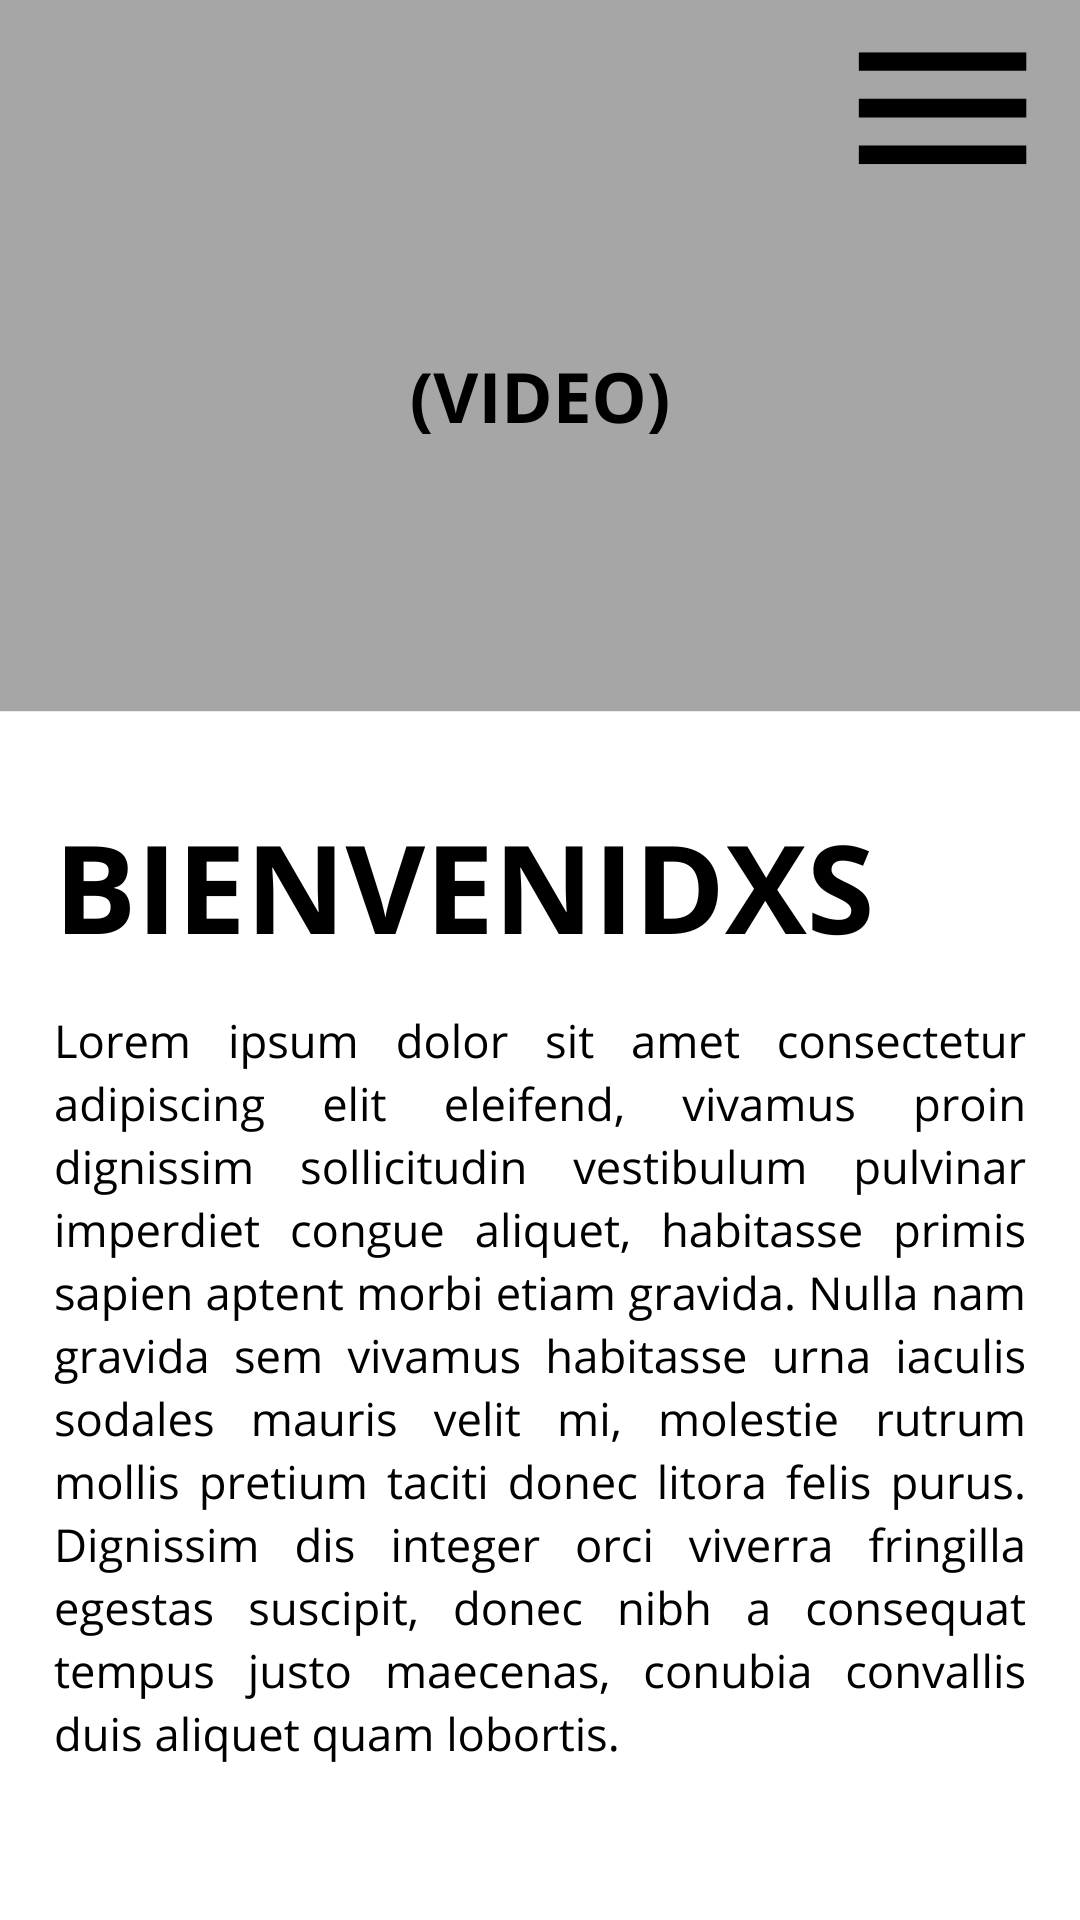 (VIDEO)
BIENVENIDXS
Lorem ipsum dolor sit amet consectetur
adipiscing elit eleifend, vivamus proin
dignissim sollicitudin vestibulum pulvinar
imperdiet congue aliquet, habitasse primis
sapien aptent morbi etiam gravida. Nulla nam
gravida sem vivamus habitasse urna iaculis
sodales mauris velit mi, molestie rutrum
mollis pretium taciti donec litora felis purus.
Dignissim dis integer orci viverra fringilla
egestas suscipit, donec nibh a consequat
tempus justo maecenas, conubia convallis
duis aliquet quam lobortis.